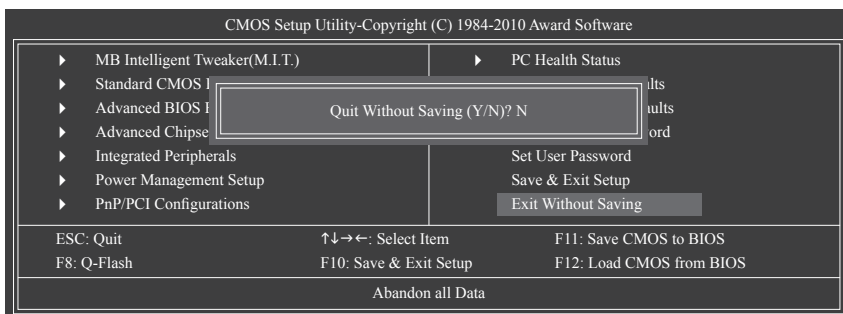 CMOS Setup Utility-Copyright (C) 1984-2010 Award Software
MB Intelligent Tweaker(M.I.T.)
Standard CMOS
Advanced BIOS
Advanced
Integrated Peripherals
Power Management Setup
PnP/PCI Configurations
PC Health Status
Set User Password
Save & Exit Setup
Exit Without Saving
Quit Without Saving (Y/N)? N
ESC: Quit ↑↓→←: Select Item F11: Save CMOS to BIOS
F8: Q-Flash F10: Save & Exit Setup F12: Load CMOS from BIOS
Abandon all Data